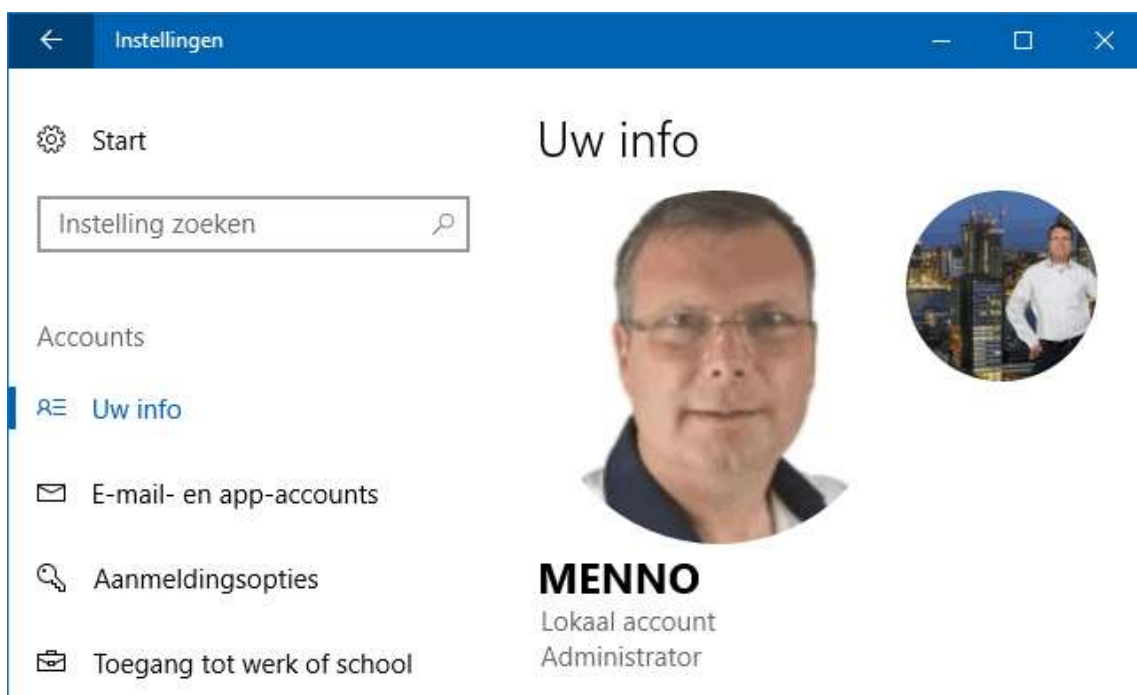 Instellingen
Start
Instelling zoeken
Accounts
Uw info
E-mail- en app-accounts
Aanmeldingsopties
Toegang tot werk of school
Uw info
MENNO
Lokaal account
Administrator